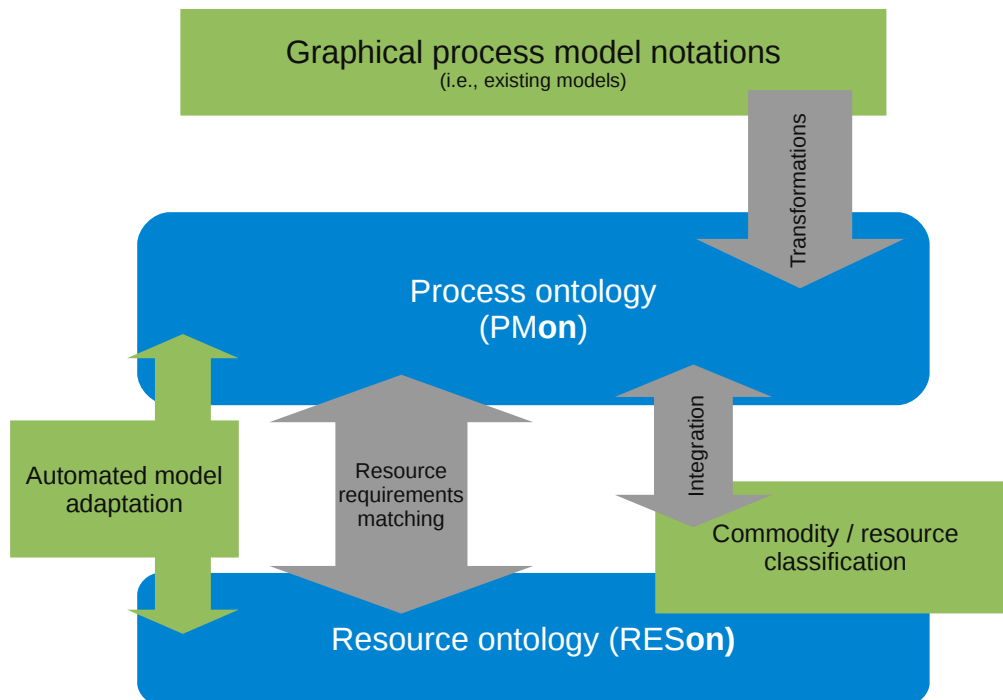 Graphical process model notations
(i.e., existing models)
Transformations
Process ontology
(PMon)
Automated model
adaptation
Resource
requirements
matching
Integration
Commodity / resource
classification
Resource ontology (RESon)